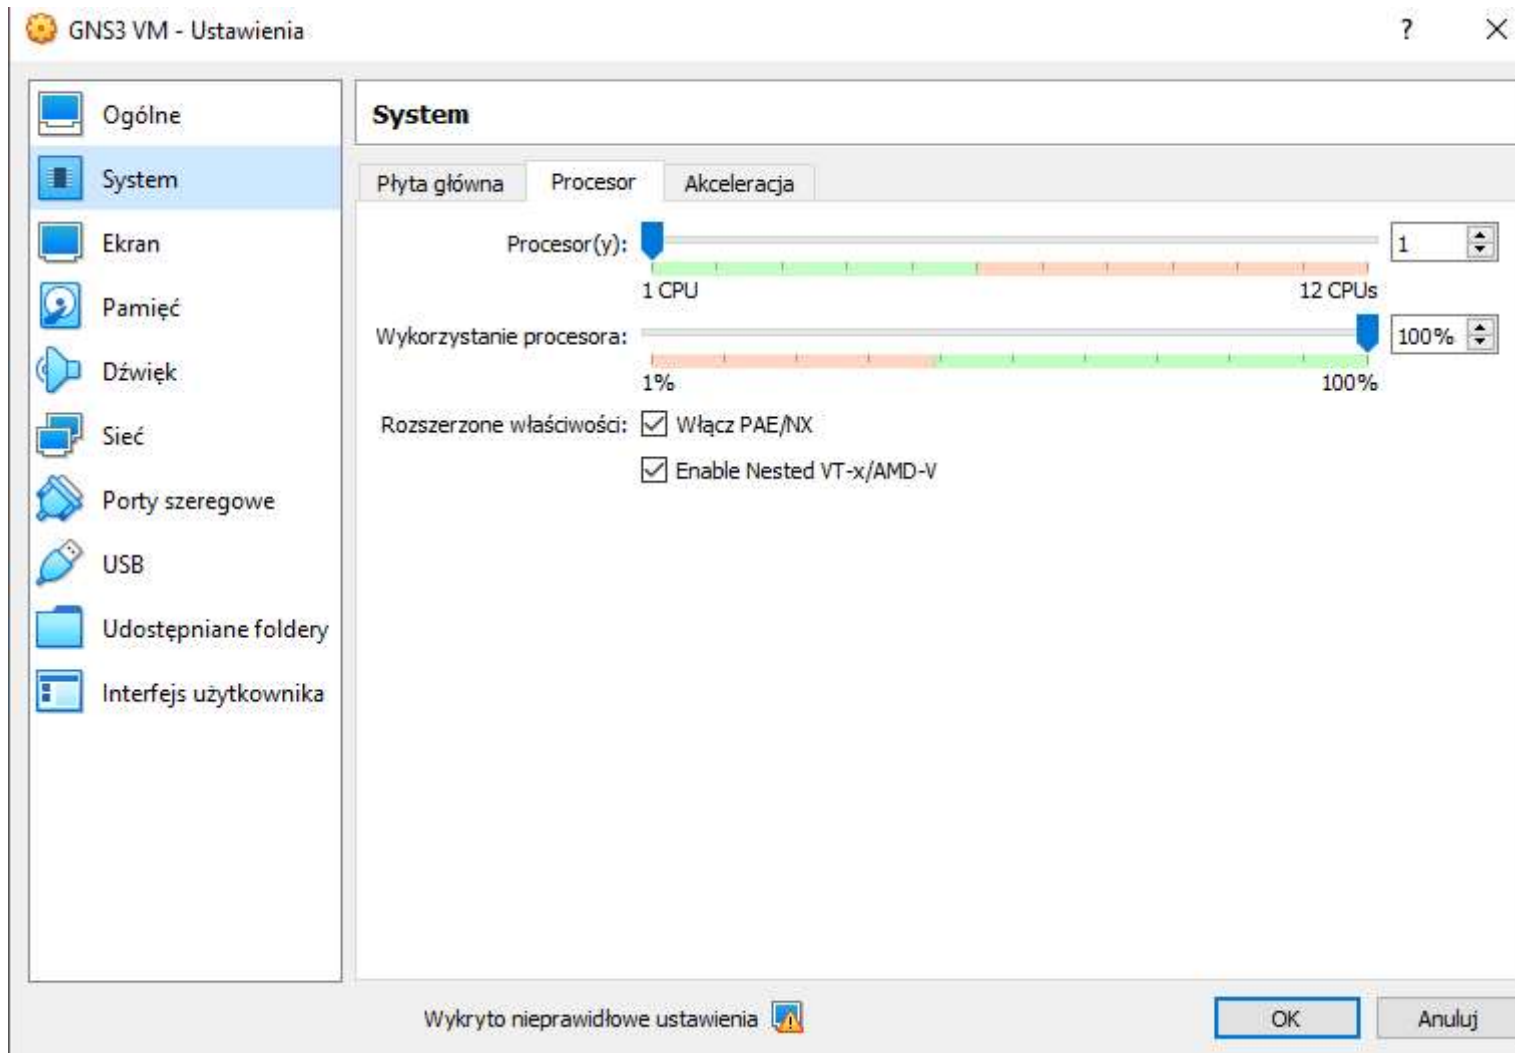 GNS3 VM - Ustawienia
?
Ogólne
System
Ekran
Pamięć
Dźwięk
Sieć
Porty szeregowe
USB
Udostępniane foldery
Interfejs użytkownika
System
Płyta główna Procesor Akceleracja
Procesor(y): 1
1 CPU 12 CPUs
Wykorzystanie procesora: 100%
1% 100%
Rozszerzone właściwości: Włącz PAE/NX
Enable Nested VT-x/AMD-V
Wykryto nieprawidłowe ustawienia
OK Anuluj